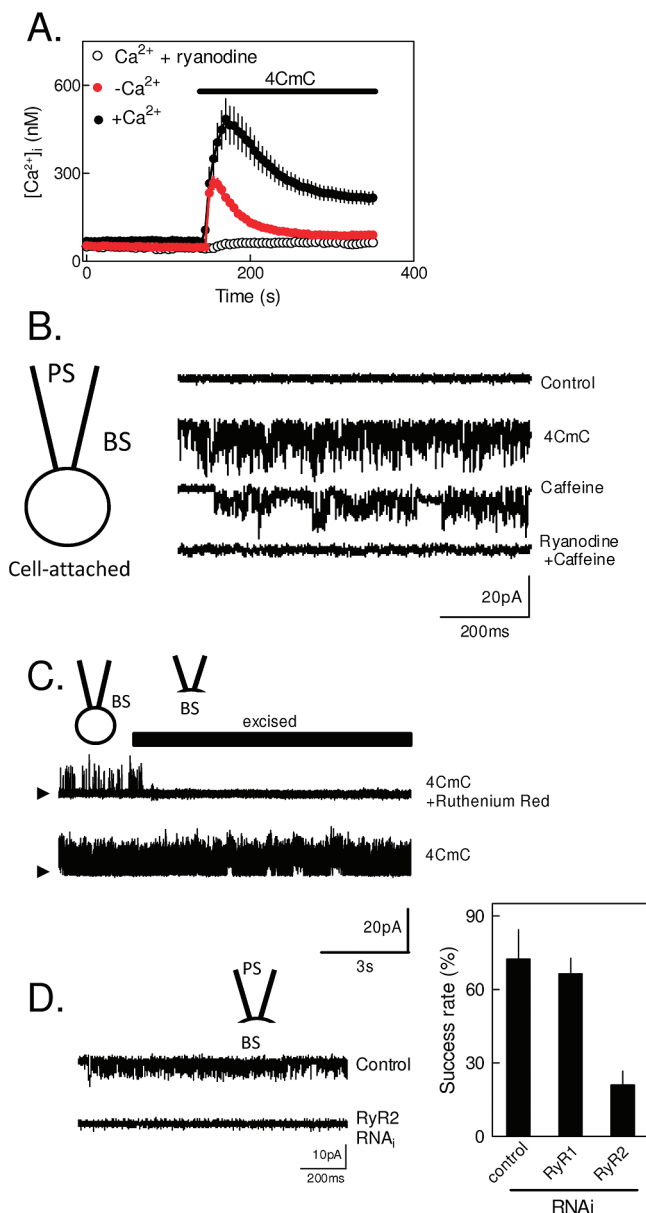 A.
Ca²⁺ + ryanodine
-Ca²⁺
+Ca²⁺
4CmC
600
300
0
[Ca²⁺]i (nM)
0
200
400
Time (s)
B.
PS
BS
Cell-attached
Control
4CmC
Caffeine
Ryanodine
+Caffeine
20pA
200ms
C.
BS
BS
excised
4CmC
+Ruthenium Red
4CmC
20pA
3s
D.
PS
BS
Control
RyR2
RNAi
10pA
200ms
Success rate (%)
90
60
30
0
control
RyR1
RyR2
RNAi